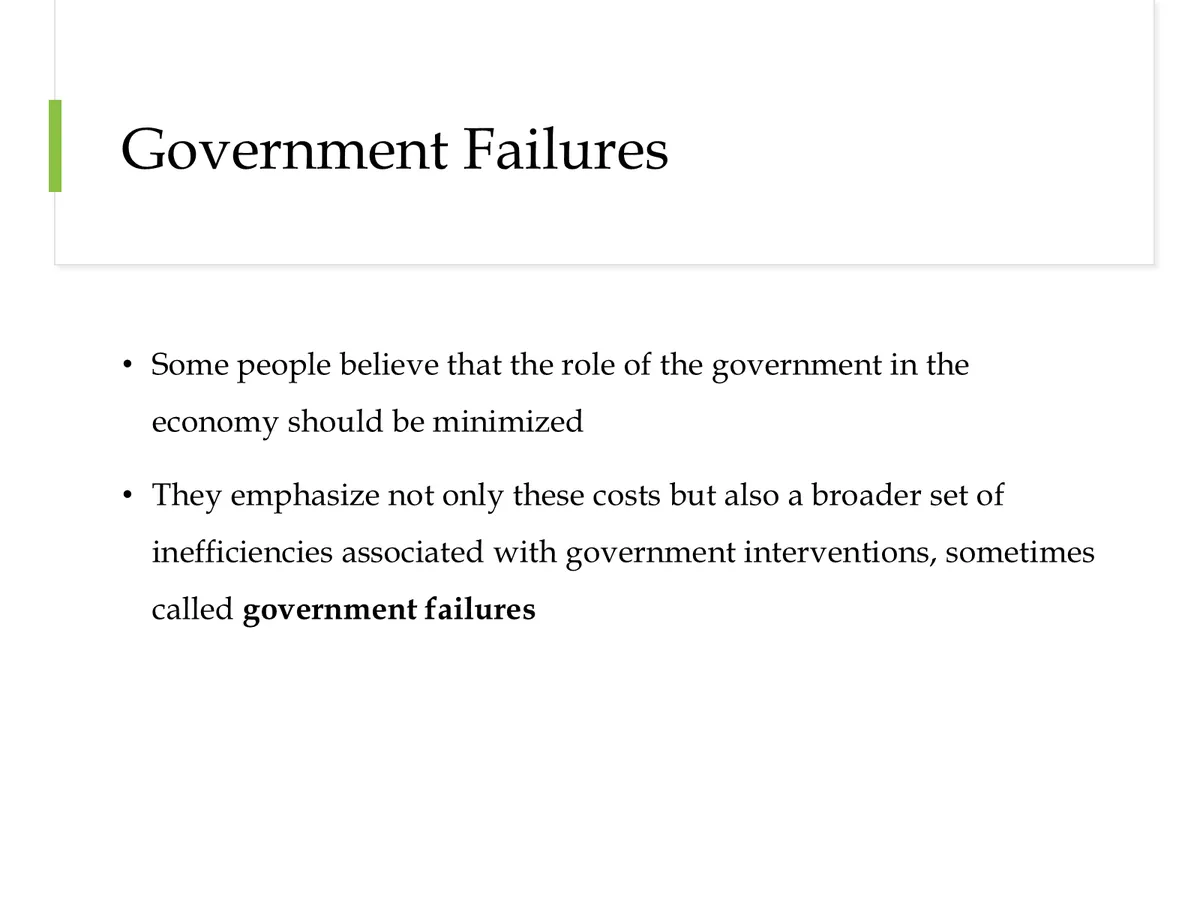 Government Failures
• Some people believe that the role of the government in the
economy should be minimized
• They emphasize not only these costs but also a broader set of
inefficiencies associated with government interventions, sometimes
called government failures